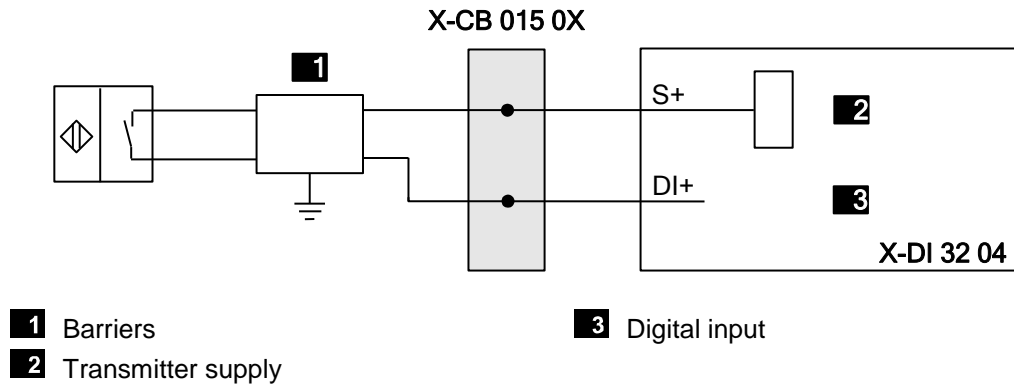 X-CB 015 0X
1
S+
2
DI+
3
X-DI 32 04
1 Barriers
3 Digital input
2 Transmitter supply